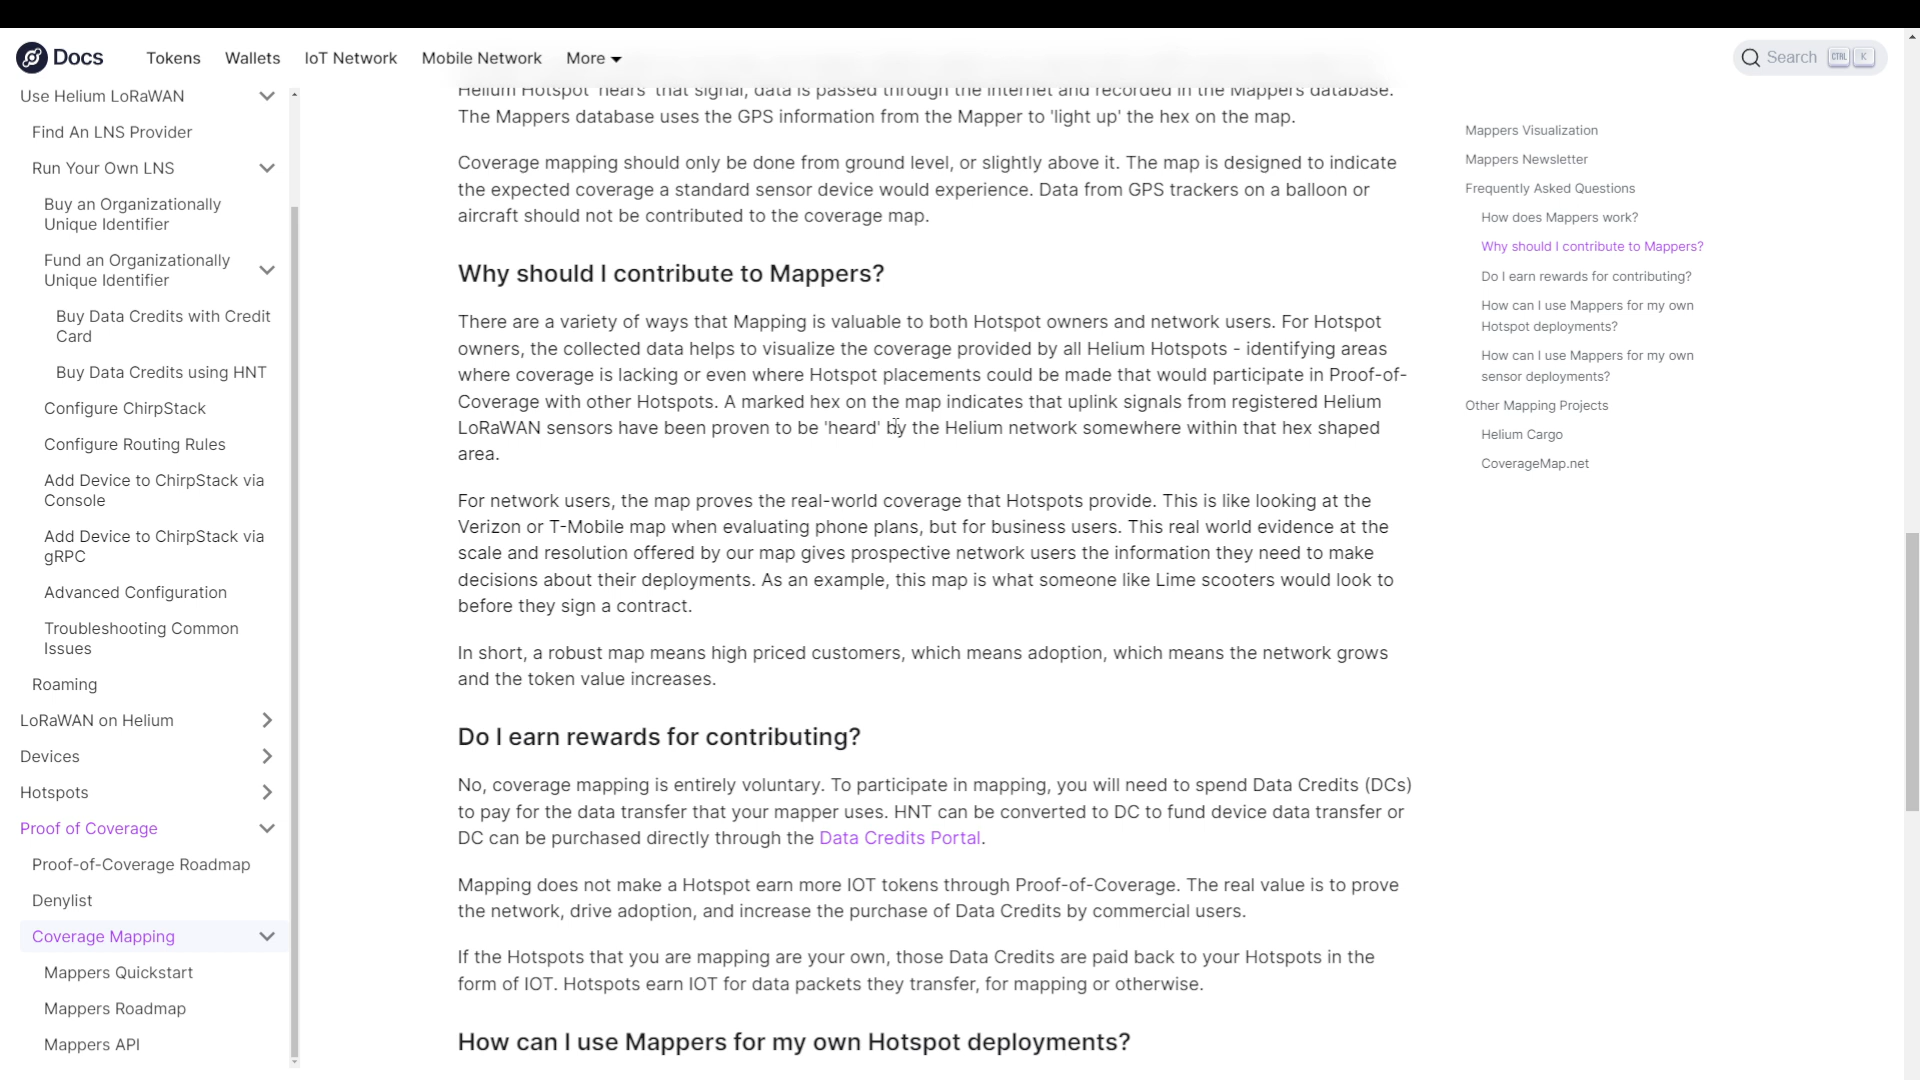 Docs
Tokens
Wallets
IoT Network
Mobile Network
More
Search
CTRL
K
Use Helium LoRaWAN
Find An LNS Provider
Run Your Own LNS
Buy an Organizationally
Unique Identifier
Fund an Organizationally
Unique Identifier
Buy Data Credits with Credit
Card
Buy Data Credits using HNT
Configure ChirpStack
Configure Routing Rules
Add Device to ChirpStack via
Console
Add Device to ChirpStack via
gRPC
Advanced Configuration
Troubleshooting Common
Issues
Roaming
LoRaWAN on Helium
Devices
Hotspots
Proof of Coverage
Proof-of-Coverage Roadmap
Denylist
Coverage Mapping
Mappers Quickstart
Mappers Roadmap
Mappers API
Helium Hotspot 'hears' that signal, data is passed through the internet and recorded in the Mappers database.
The Mappers database uses the GPS information from the Mapper to 'light up' the hex on the map.
Coverage mapping should only be done from ground level, or slightly above it. The map is designed to indicate
the expected coverage a standard sensor device would experience. Data from GPS trackers on a balloon or
aircraft should not be contributed to the coverage map.
Why should I contribute to Mappers?
There are a variety of ways that Mapping is valuable to both Hotspot owners and network users. For Hotspot
owners, the collected data helps to visualize the coverage provided by all Helium Hotspots - identifying areas
where coverage is lacking or even where Hotspot placements could be made that would participate in Proof-of-
Coverage with other Hotspots. A marked hex on the map indicates that uplink signals from registered Helium
LoRaWAN sensors have been proven to be 'heard' by the Helium network somewhere within that hex shaped
area.
For network users, the map proves the real-world coverage that Hotspots provide. This is like looking at the
Verizon or T-Mobile map when evaluating phone plans, but for business users. This real world evidence at the
scale and resolution offered by our map gives prospective network users the information they need to make
decisions about their deployments. As an example, this map is what someone like Lime scooters would look to
before they sign a contract.
In short, a robust map means high priced customers, which means adoption, which means the network grows
and the token value increases.
Do I earn rewards for contributing?
No, coverage mapping is entirely voluntary. To participate in mapping, you will need to spend Data Credits (DCs)
to pay for the data transfer that your mapper uses. HNT can be converted to DC to fund device data transfer or
DC can be purchased directly through the Data Credits Portal.
Mapping does not make a Hotspot earn more IOT tokens through Proof-of-Coverage. The real value is to prove
the network, drive adoption, and increase the purchase of Data Credits by commercial users.
If the Hotspots that you are mapping are your own, those Data Credits are paid back to your Hotspots in the
form of IOT. Hotspots earn IOT for data packets they transfer, for mapping or otherwise.
How can I use Mappers for my own Hotspot deployments?
Mappers Visualization
Mappers Newsletter
Frequently Asked Questions
How does Mappers work?
Why should I contribute to Mappers?
Do I earn rewards for contributing?
How can I use Mappers for my own
Hotspot deployments?
How can I use Mappers for my own
sensor deployments?
Other Mapping Projects
Helium Cargo
CoverageMap.net